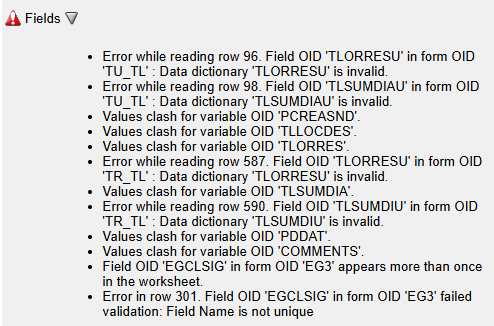 Fields
• Error while reading row 96. Field OID 'TLORRESU' in form OID
'TU_TL' : Data dictionary 'TLORRESU' is invalid.
• Error while reading row 98. Field OID 'TLSUMDIAU' in form OID
'TU_TL' : Data dictionary 'TLSUMDIAU' is invalid.
• Values clash for variable OID 'PCREASND'.
• Values clash for variable OID 'TLLOCDES'.
• Values clash for variable OID 'TLORRES'.
• Error while reading row 587. Field OID 'TLORRESU' in form OID
'TR_TL' : Data dictionary 'TLORRESU' is invalid.
• Values clash for variable OID 'TLSUMDIA'.
• Error while reading row 590. Field OID 'TLSUMDIU' in form OID
'TR_TL' : Data dictionary 'TLSUMDIU' is invalid.
• Values clash for variable OID 'PDDAT'.
• Values clash for variable OID 'COMMENTS'.
• Field OID 'EGCLSIG' in form OID 'EG3' appears more than once
in the worksheet.
• Error in row 301. Field OID 'EGCLSIG' in form OID 'EG3' failed
validation: Field Name is not unique